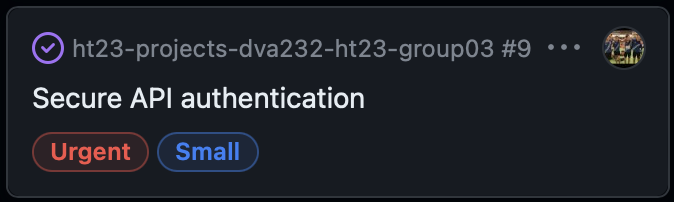 ht23-projects-dva232-ht23-group03 #9
Secure API authentication
Urgent Small